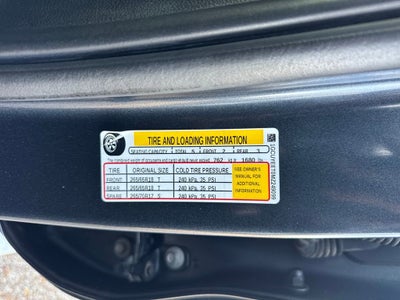 TIRE AND LOADING INFORMATION
SEATING CAPACITY TOTAL 5 FRONT 2 REAR 3
The combined weight of occupants and cargo should never exceed 762 kg or 1680 lbs.
TIRE ORIGINAL SIZE COLD TIRE PRESSURE
FRONT 265/65R18 T 240 kPa, 35 PSI
REAR 265/65R18 T 240 kPa, 35 PSI
SPARE 255/75R17 S 240 kPa, 35 PSI
SEE OWNER'S
MANUAL FOR
ADDITIONAL
INFORMATION